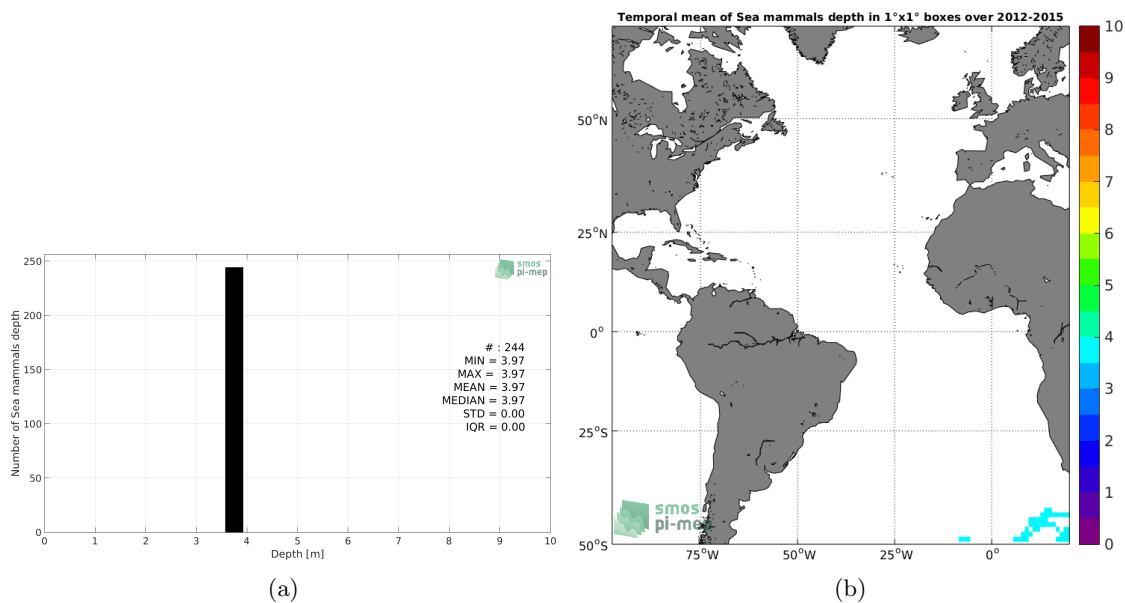 250
200
150
100
50
0
Number of Sea mammals depth
smos
pi-mep
# : 244
MIN = 3.97
MAX = 3.97
MEAN = 3.97
MEDIAN = 3.97
STD = 0.00
IQR = 0.00
0 1 2 3 4 5 6 7 8 9 10
Depth [m]
(a)
Temporal mean of Sea mammals depth in 1°x1° boxes over 2012-2015
50°N
25°N
0°
25°S
50°S
smos
pi-mep
75°W 50°W 25°W 0°
10
9
8
7
6
5
4
3
2
1
0
(b)